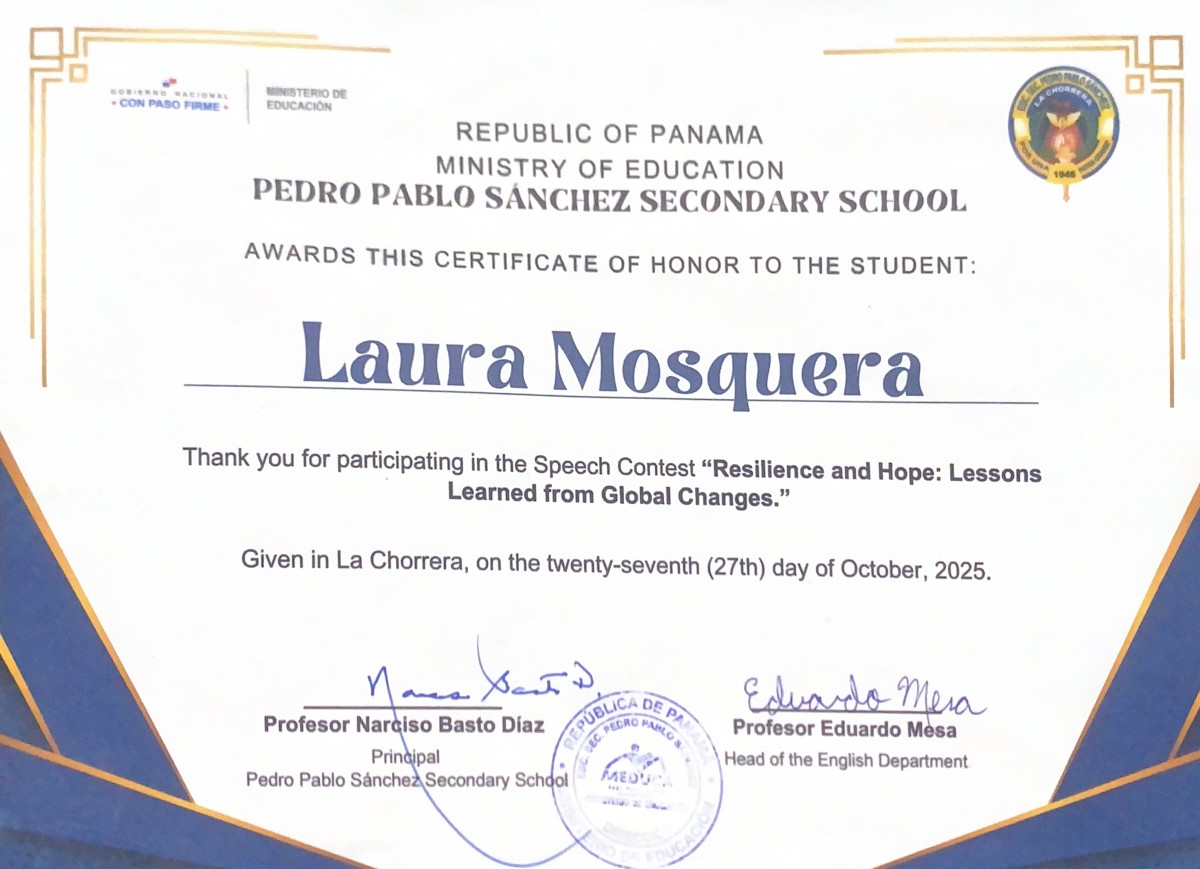 GOBIERNO NACIONAL
• CON PASO FIRME •
MINISTERIO DE
EDUCACIÓN
LA CHORRERA
1946
REPUBLIC OF PANAMA
MINISTRY OF EDUCATION
PEDRO PABLO SÁNCHEZ SECONDARY SCHOOL
AWARDS THIS CERTIFICATE OF HONOR TO THE STUDENT:
Laura Mosquera
Thank you for participating in the Speech Contest “Resilience and Hope: Lessons
Learned from Global Changes.”
Given in La Chorrera, on the twenty-seventh (27th) day of October, 2025.
Eduardo Mesa
Professor Narciso Basto Díaz
Principal
Pedro Pablo Sánchez Secondary School
Professor Eduardo Mesa
Head of the English Department
REPÚBLICA DE PANAMÁ
MEDUCA